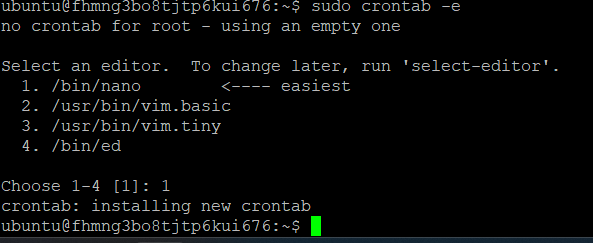 ubuntu@fhmng3bo8tjtp6kui676:~$ sudo crontab -e
no crontab for root - using an empty one
Select an editor.  To change later, run 'select-editor'.
  1. /bin/nano        <---- easiest
  2. /usr/bin/vim.basic
  3. /usr/bin/vim.tiny
  4. /bin/ed
Choose 1-4 [1]: 1
crontab: installing new crontab
ubuntu@fhmng3bo8tjtp6kui676:~$